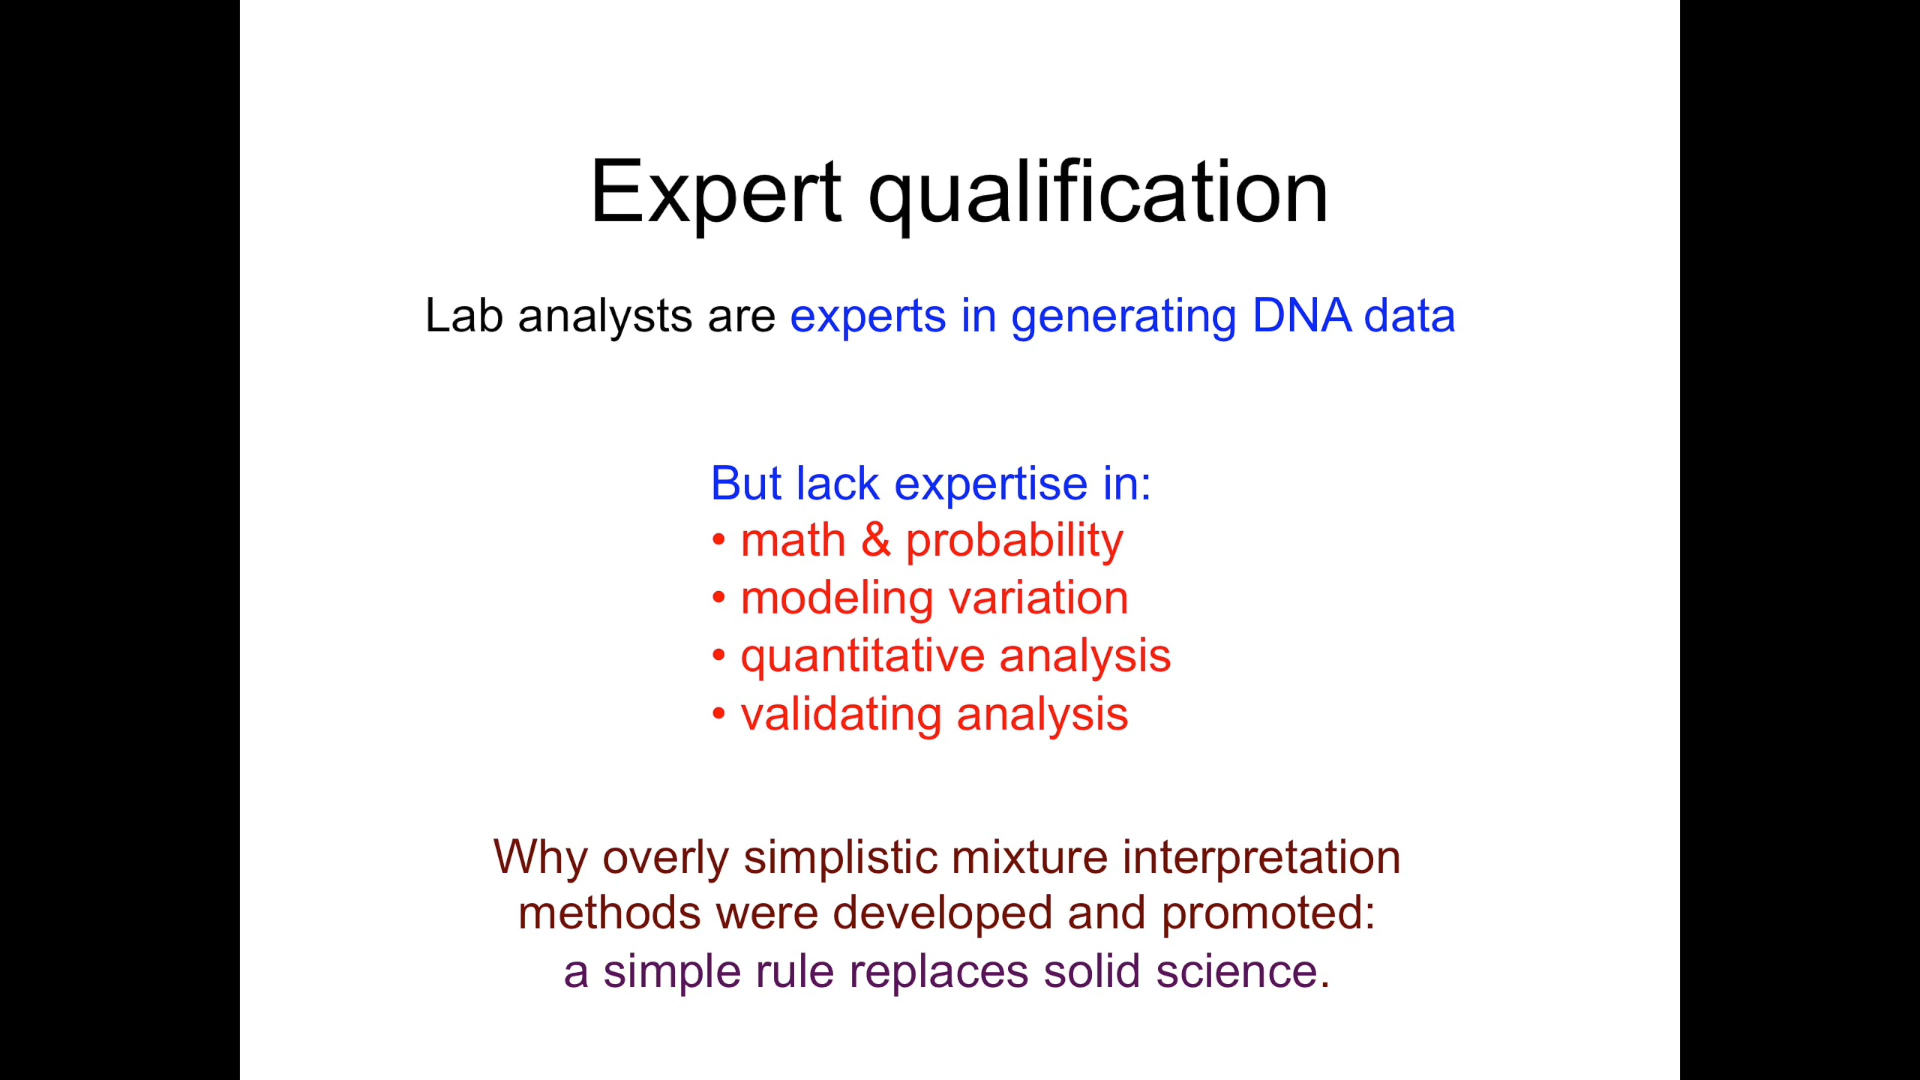 Expert qualification
Lab analysts are experts in generating DNA data
But lack expertise in:
• math & probability
• modeling variation
• quantitative analysis
• validating analysis
Why overly simplistic mixture interpretation
methods were developed and promoted:
a simple rule replaces solid science.